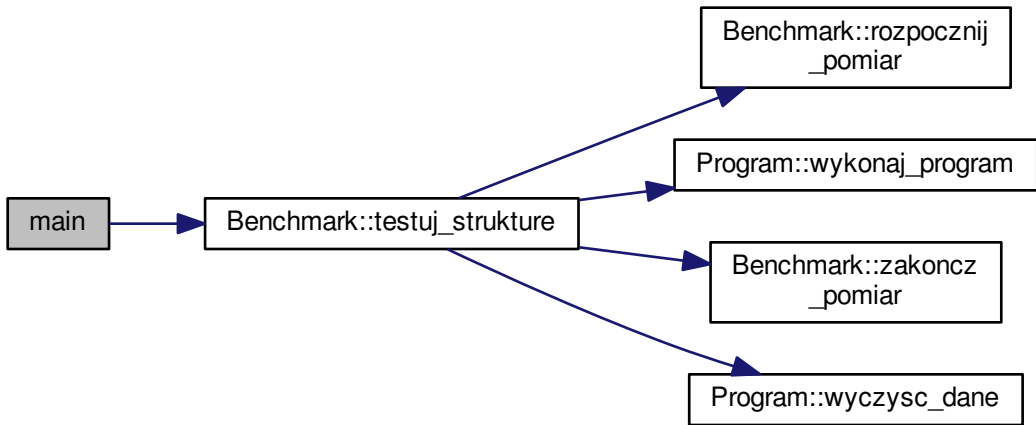 main
Benchmark::testuj_strukture
Benchmark::rozpocznij
_pomiar
Program::wykonaj_program
Benchmark::zakoncz
_pomiar
Program::wyczysc_dane